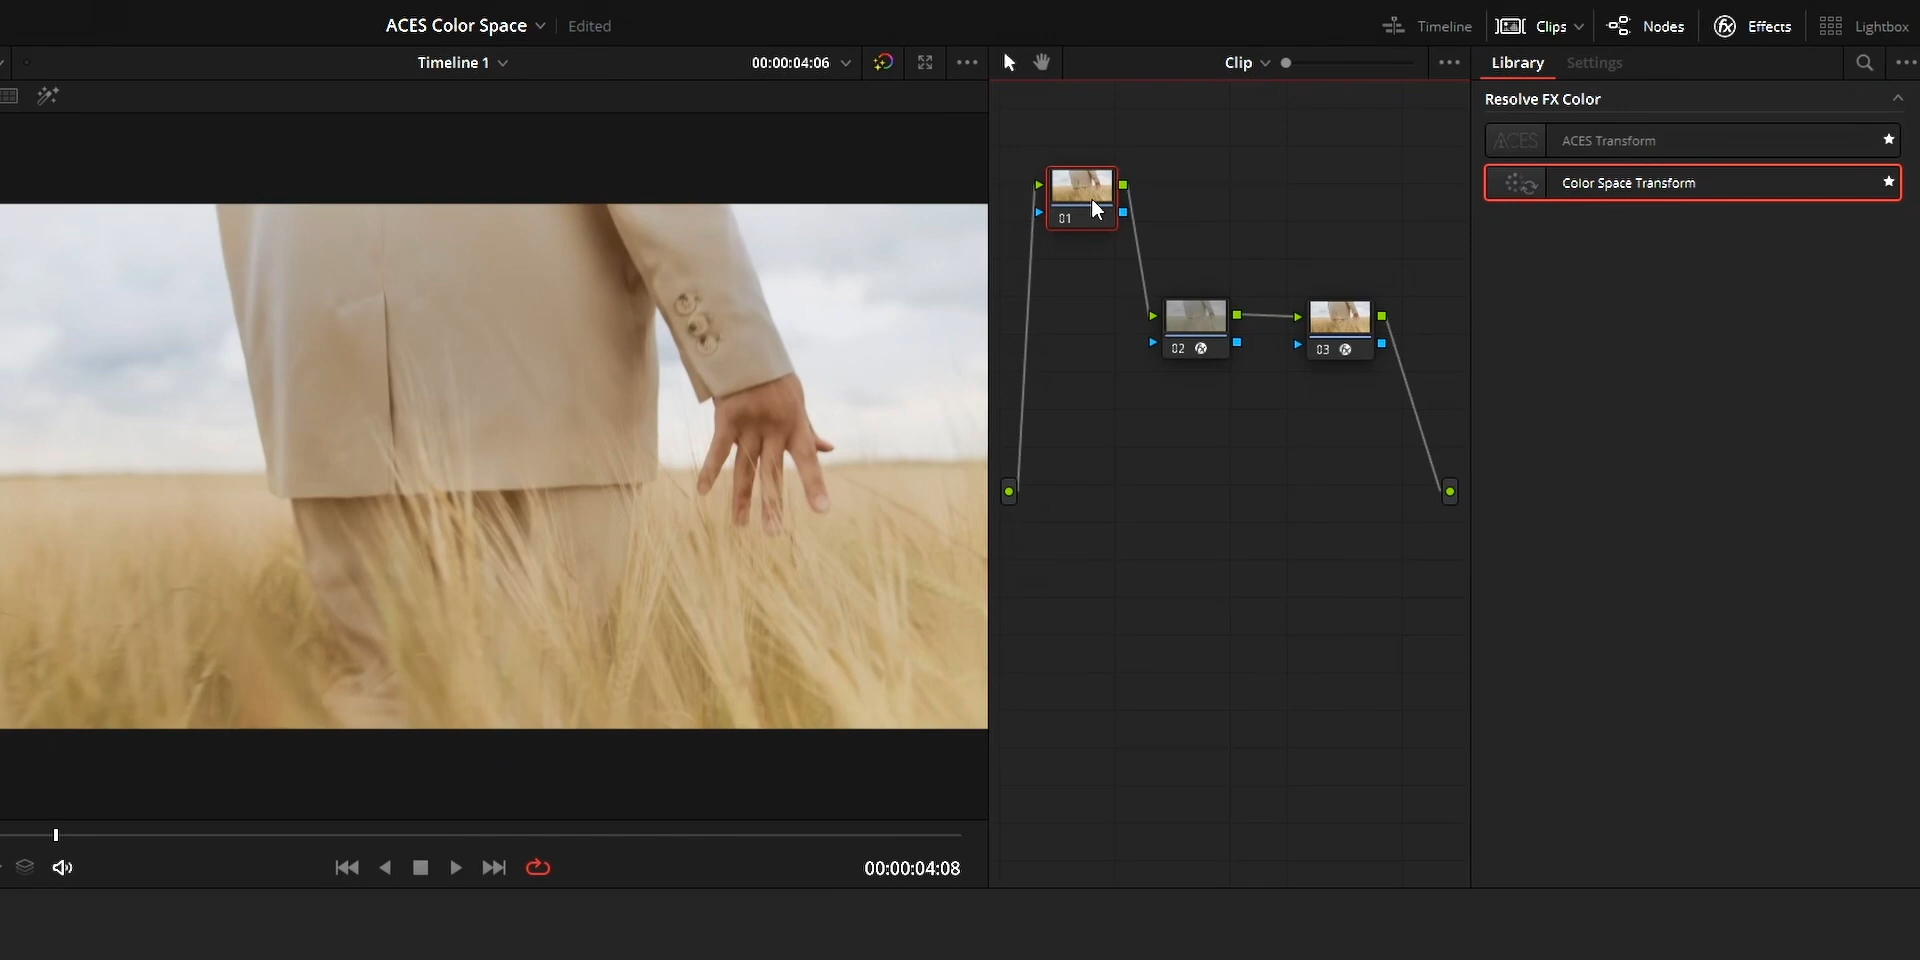 ACES Color Space
Edited
Timeline
Clips
Nodes
Effects
Lightbox
Timeline 1
00:00:04:06
Clip
Library
Settings
Resolve FX Color
ACES
ACES Transform
Color Space Transform
01
02
03
00:00:04:08